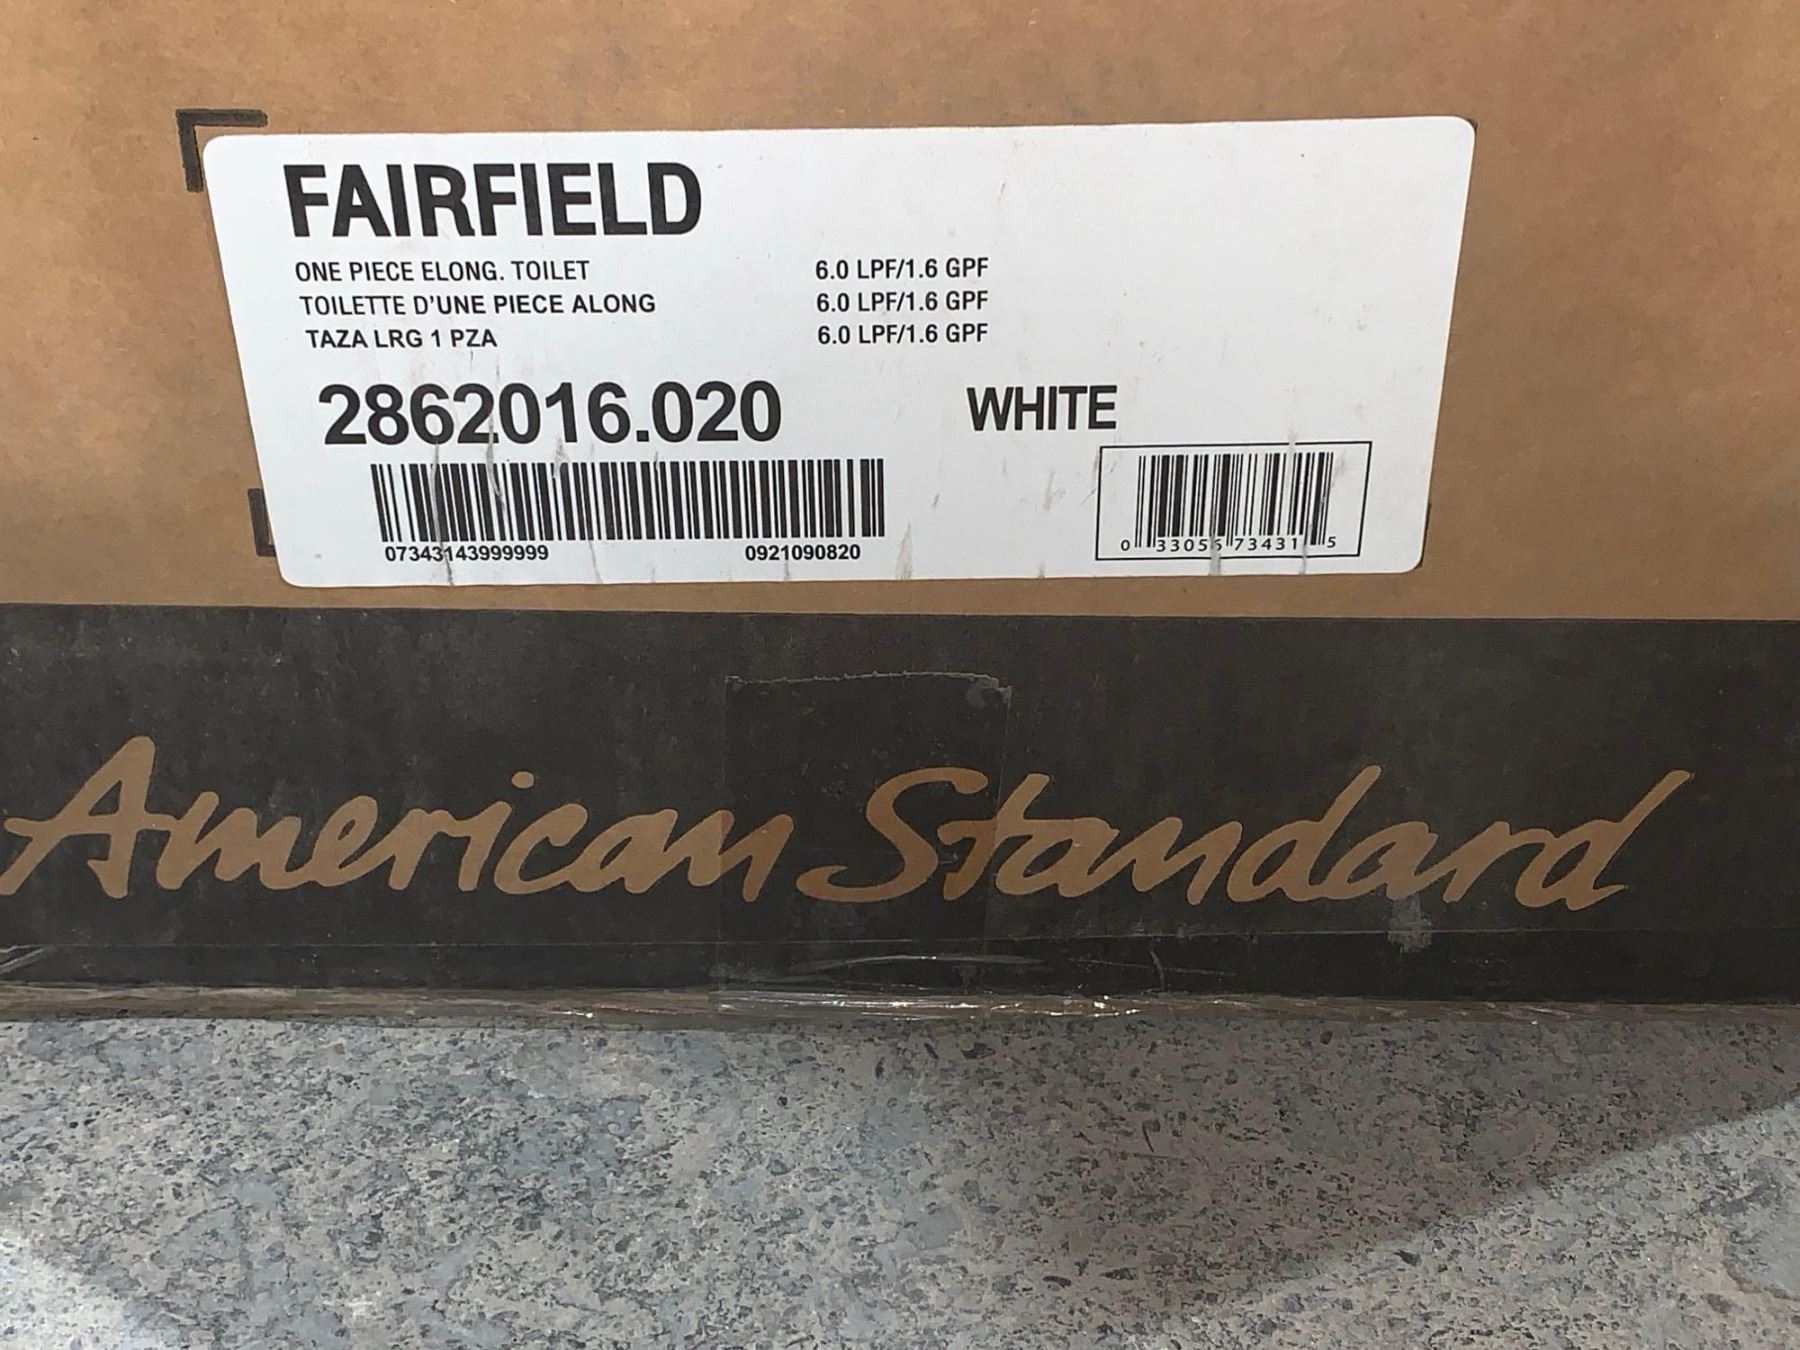 FAIRFIELD
ONE PIECE ELONG. TOILET 6.0 LPF/1.6 GPF
TOILETTE D'UNE PIECE ALONG 6.0 LPF/1.6 GPF
TAZA LRG 1 PZA 6.0 LPF/1.6 GPF
2862016.020 WHITE
07343143999999 0921090820
0 33056 73431 5
American Standard